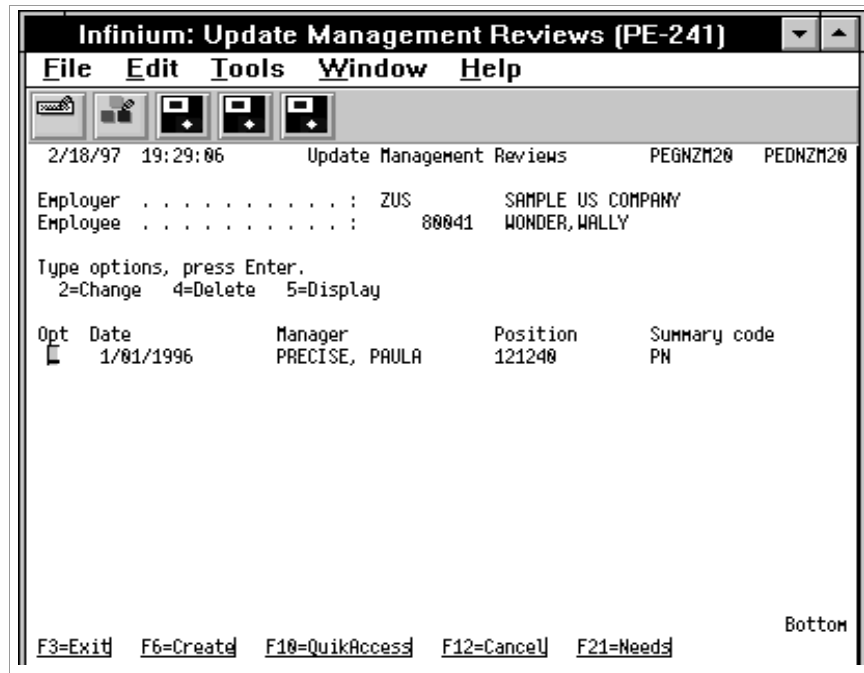 Infinium: Update Management Reviews (PE-241)
File Edit Tools Window Help
2/18/97 19:29:06 Update Management Reviews PEGNZM20 PEDNZM20
Employer . . . . . . . . . . . : ZUS SAMPLE US COMPANY
Employee . . . . . . . . . . . : 80041 WONDER,WALLY
Type options, press Enter.
2=Change 4=Delete 5=Display
Opt Date Manager Position Summary code
1/01/1996 PRECISE, PAULA 121240 PN
Bottom
F3=Exit F6=Create F10=QuikAccess F12=Cancel F21=Needs